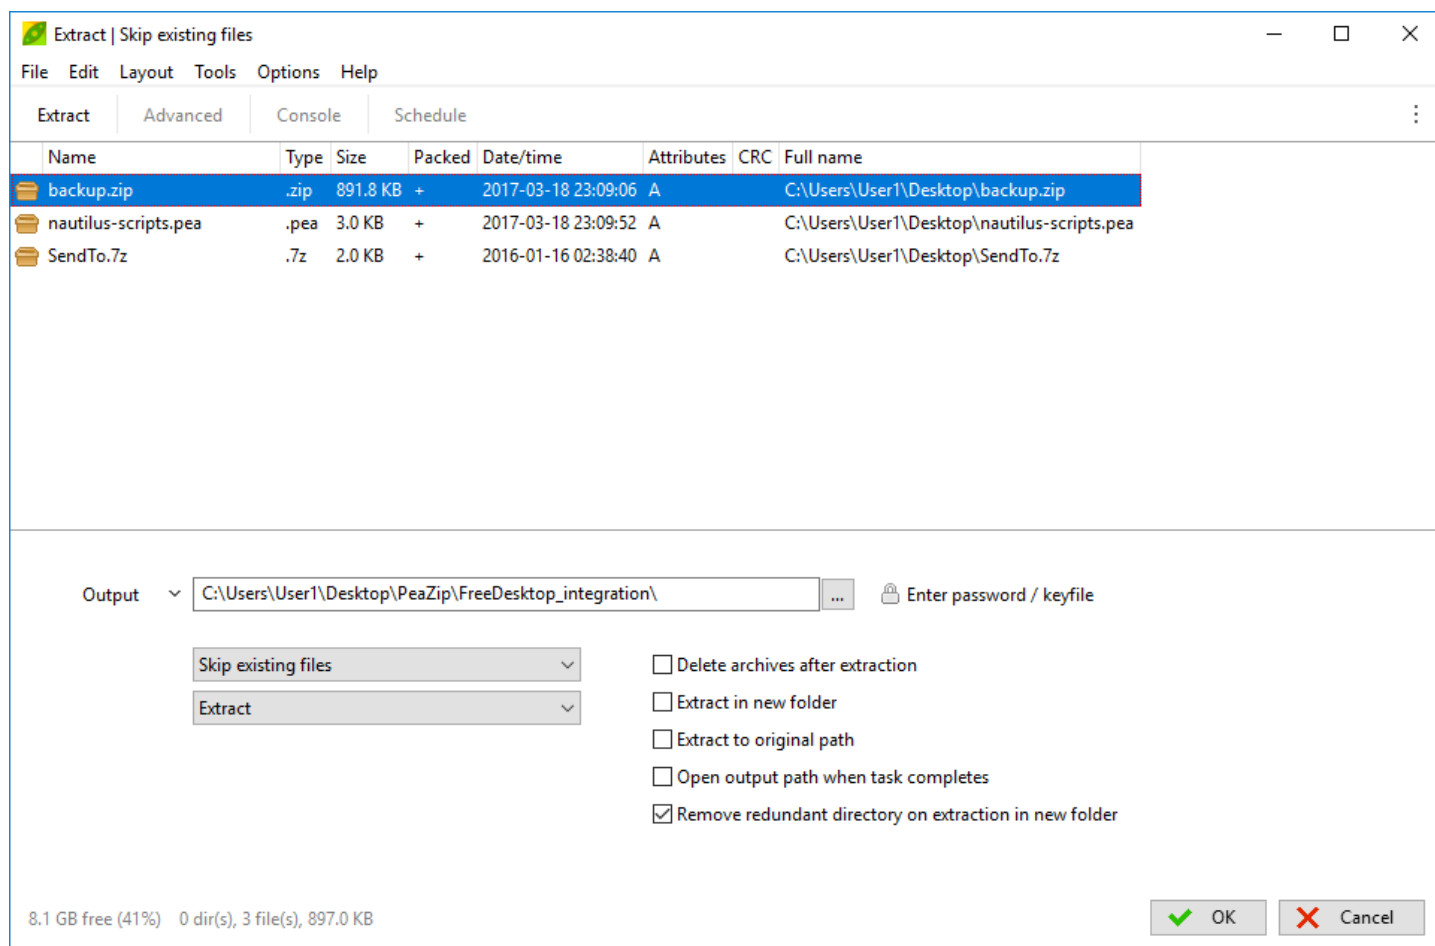 Extract | Skip existing files
File Edit Layout Tools Options Help
Extract Advanced Console Schedule
Name Type Size Packed Date/time Attributes CRC Full name
backup.zip .zip 891.8 KB + 2017-03-18 23:09:06 A C:\Users\User1\Desktop\backup.zip
nautilus-scripts.pea .pea 3.0 KB + 2017-03-18 23:09:52 A C:\Users\User1\Desktop\nautilus-scripts.pea
SendTo.7z .7z 2.0 KB + 2016-01-16 02:38:40 A C:\Users\User1\Desktop\SendTo.7z
Output C:\Users\User1\Desktop\PeaZip\FreeDesktop_integration\ ... Enter password / keyfile
Skip existing files Delete archives after extraction
Extract Extract in new folder
Extract to original path
Open output path when task completes
Remove redundant directory on extraction in new folder
8.1 GB free (41%) 0 dir(s), 3 file(s), 897.0 KB OK Cancel